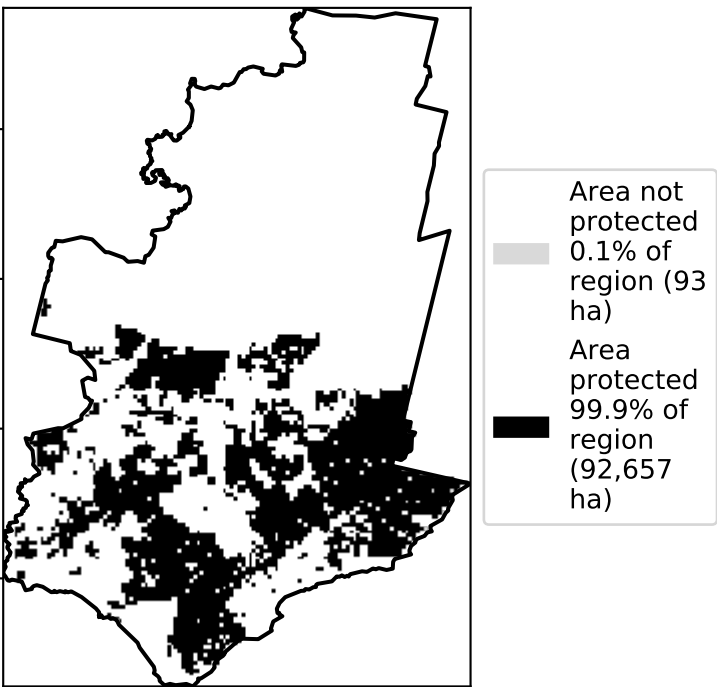 Area not
protected
0.1% of
region (93
ha)
Area
protected
99.9% of
region
(92,657
ha)